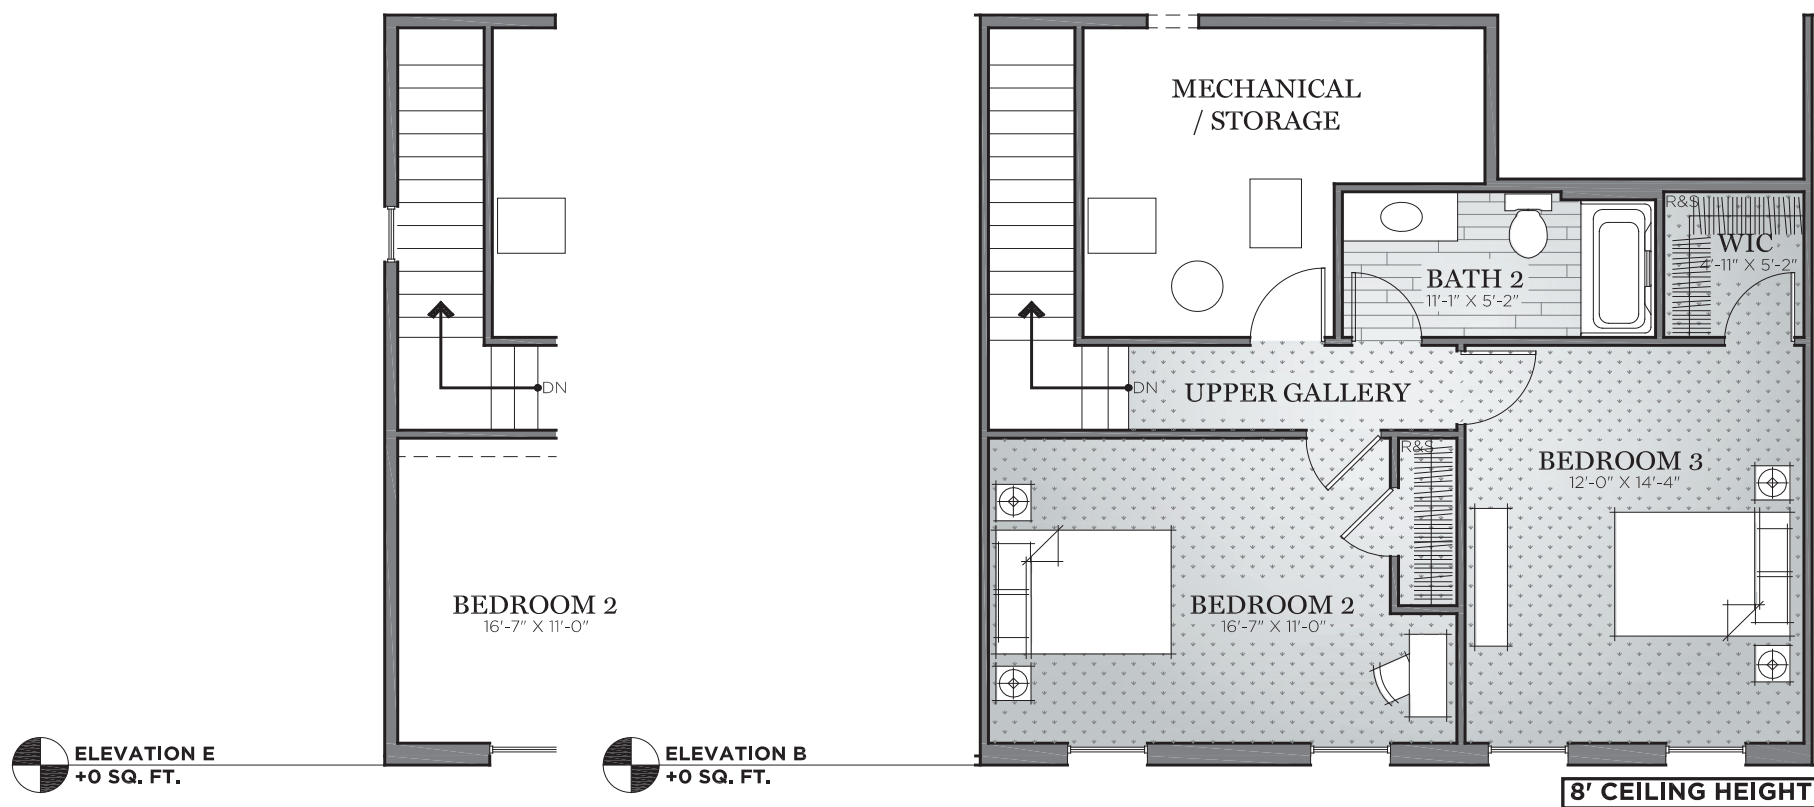 DN
BEDROOM 2
16'-7" X 11'-0"
ELEVATION E
+0 SQ. FT.
ELEVATION B
+0 SQ. FT.
MECHANICAL
/ STORAGE
R&S
WIC
4'-11" X 5'-2"
BATH 2
11'-1" X 5'-2"
DN
UPPER GALLERY
R&S
BEDROOM 3
12'-0" X 14'-4"
BEDROOM 2
16'-7" X 11'-0"
8' CEILING HEIGHT